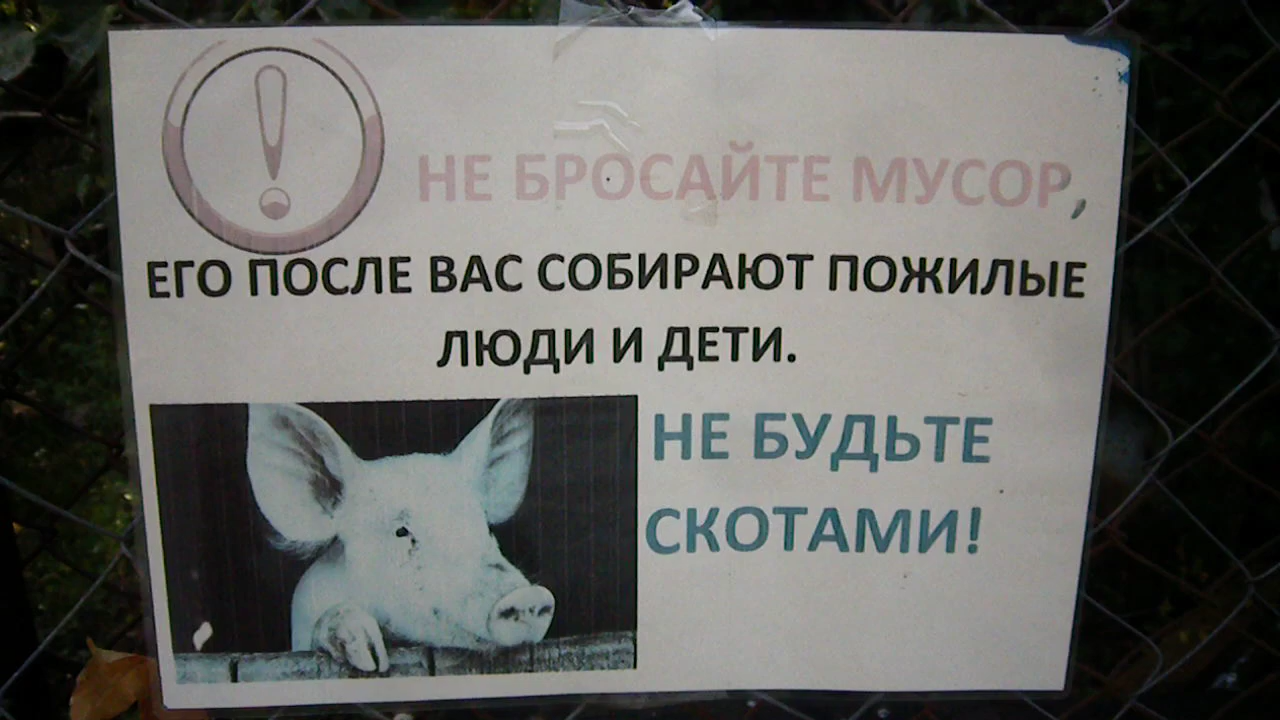 НЕ БРОСАЙТЕ МУСОР,
ЕГО ПОСЛЕ ВАС СОБИРАЮТ ПОЖИЛЫЕ
ЛЮДИ И ДЕТИ.
НЕ БУДЬТЕ
СКОТАМИ!